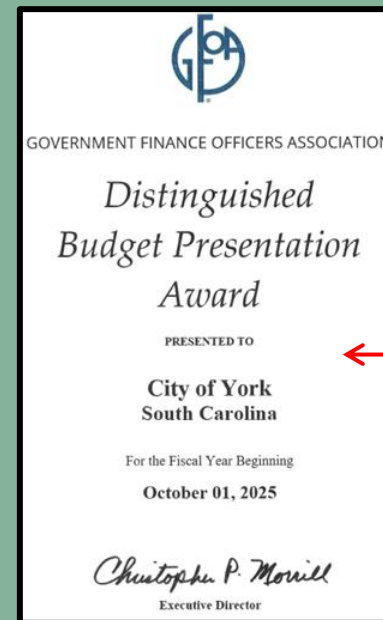 GFOA
GOVERNMENT FINANCE OFFICERS ASSOCIATION
Distinguished
Budget Presentation
Award
PRESENTED TO
City of York
South Carolina
For the Fiscal Year Beginning
October 01, 2025
Christopher P. Morrill
Executive Director